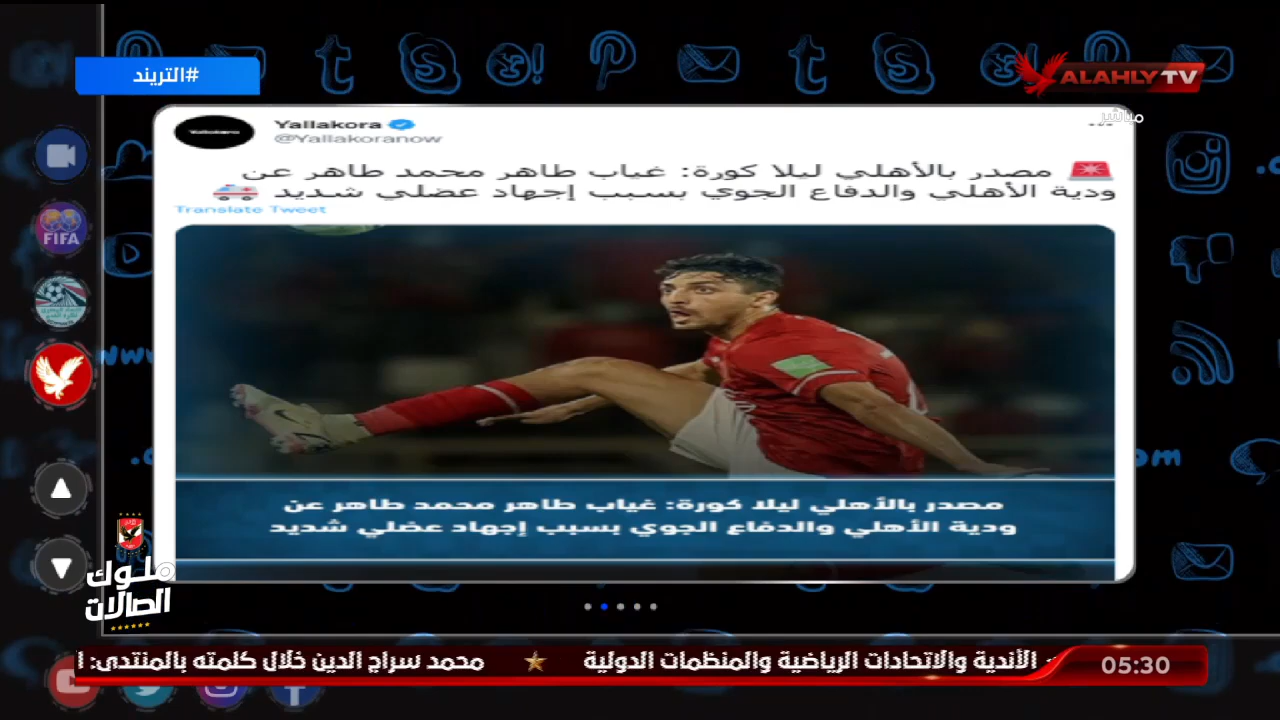 #التريند
ALAHLY TV
مباشر
Yallakora
Yallakora
@Yallakoranow
مصدر بالأهلي ليلا كورة: غياب طاهر محمد طاهر عن
ودية الأهلي والدفاع الجوي بسبب إجهاد عضلي شديد
Translate Tweet
FIFA
مصدر بالأهلي ليلا كورة: غياب طاهر محمد طاهر عن
ودية الأهلي والدفاع الجوي بسبب إجهاد عضلي شديد
ملوك
الصالات
الأندية والاتحادات الرياضية والمنظمات الدولية
محمد سراج الدين خلال كلمته بالمنتدى: ا
05:30